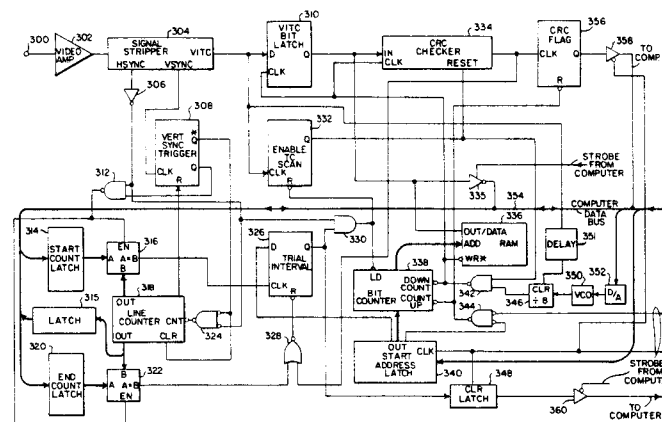 300
302
VIDEO AMP
304
SIGNAL STRIPPER
HSYNC
VSYNC
VITC
306
308
VERT SYNC TRIGGER
Q*
Q
CLK
R
310
VITC BIT LATCH
D
Q
CLK
332
ENABLE TC SCAN
Q
CLK
R
334
CRC CHECKER
IN
CLK
RESET
356
CRC FLAG
CLK
Q
R
358
TO COMP
STROBE FROM COMPUTER
335
354
COMPUTER DATA BUS
312
314
START COUNT LATCH
EN
A
A=B
B
316
315
LATCH
318
OUT
LINE COUNTER
CNT
OUT
CLR
324
320
END COUNT LATCH
B
A
A=B
EN
322
326
D
TRIAL INTERVAL
Q
CLK
R
328
330
336
OUT/DATA
ADD
RAM
WR*
338
LD
BIT COUNTER
DOWN COUNT
COUNT UP
342
344
346
CLR
÷ 8
350
VCO
352
D/A
351
DELAY
OUT
START ADDRESS LATCH
CLK
340
348
CLR LATCH
360
STROBE FROM
TO COMPUTER